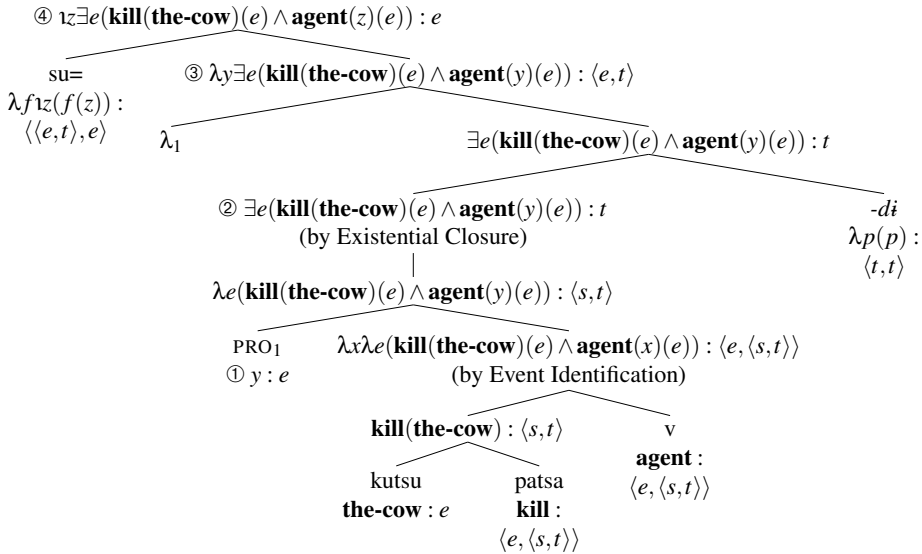 ④ ɿz∃e(kill(the-cow)(e) ∧ agent(z)(e)) : e
su= ③ λy∃e(kill(the-cow)(e) ∧ agent(y)(e)) : ⟨e,t⟩
λfɿz(f(z)) :
⟨⟨e,t⟩,e⟩ λ₁ ∃e(kill(the-cow)(e) ∧ agent(y)(e)) : t
② ∃e(kill(the-cow)(e) ∧ agent(y)(e)) : t -dɨ
(by Existential Closure) λp(p) :
⟨t,t⟩
λe(kill(the-cow)(e) ∧ agent(y)(e)) : ⟨s,t⟩
PRO₁ λxλe(kill(the-cow)(e) ∧ agent(x)(e)) : ⟨e,⟨s,t⟩⟩
① y : e (by Event Identification)
kill(the-cow) : ⟨s,t⟩ v
agent :
kutsu patsa ⟨e,⟨s,t⟩⟩
the-cow : e kill :
⟨e,⟨s,t⟩⟩